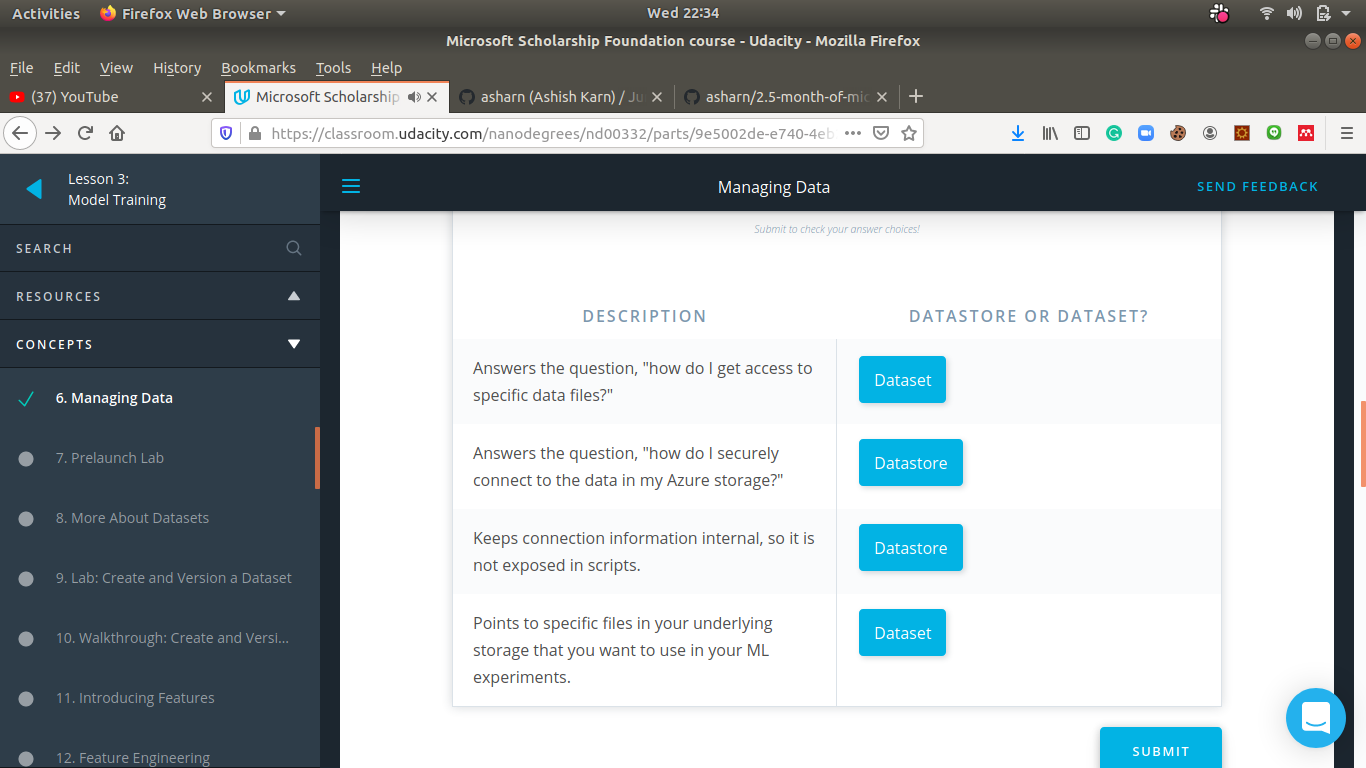 Activities Firefox Web Browser Wed 22:34
Microsoft Scholarship Foundation course - Udacity - Mozilla Firefox
File Edit View History Bookmarks Tools Help
(37) YouTube Microsoft Scholarship asharn (Ashish Karn) / Ju asharn/2.5-month-of-mic
https://classroom.udacity.com/nanodegrees/nd00332/parts/9e5002de-e740-4eb
Lesson 3:
Model Training
Managing Data
SEND FEEDBACK
SEARCH
RESOURCES
CONCEPTS
6. Managing Data
7. Prelaunch Lab
8. More About Datasets
9. Lab: Create and Version a Dataset
10. Walkthrough: Create and Versi...
11. Introducing Features
12. Feature Engineering
Submit to check your answer choices!
DESCRIPTION DATASTORE OR DATASET?
Answers the question, "how do I get access to
specific data files?"
Dataset
Answers the question, "how do I securely
connect to the data in my Azure storage?"
Datastore
Keeps connection information internal, so it is
not exposed in scripts.
Datastore
Points to specific files in your underlying
storage that you want to use in your ML
experiments.
Dataset
SUBMIT